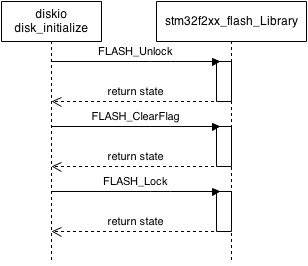 diskio
disk_initialize
stm32f2xx_flash_Library
FLASH_Unlock
return state
FLASH_ClearFlag
return state
FLASH_Lock
return state